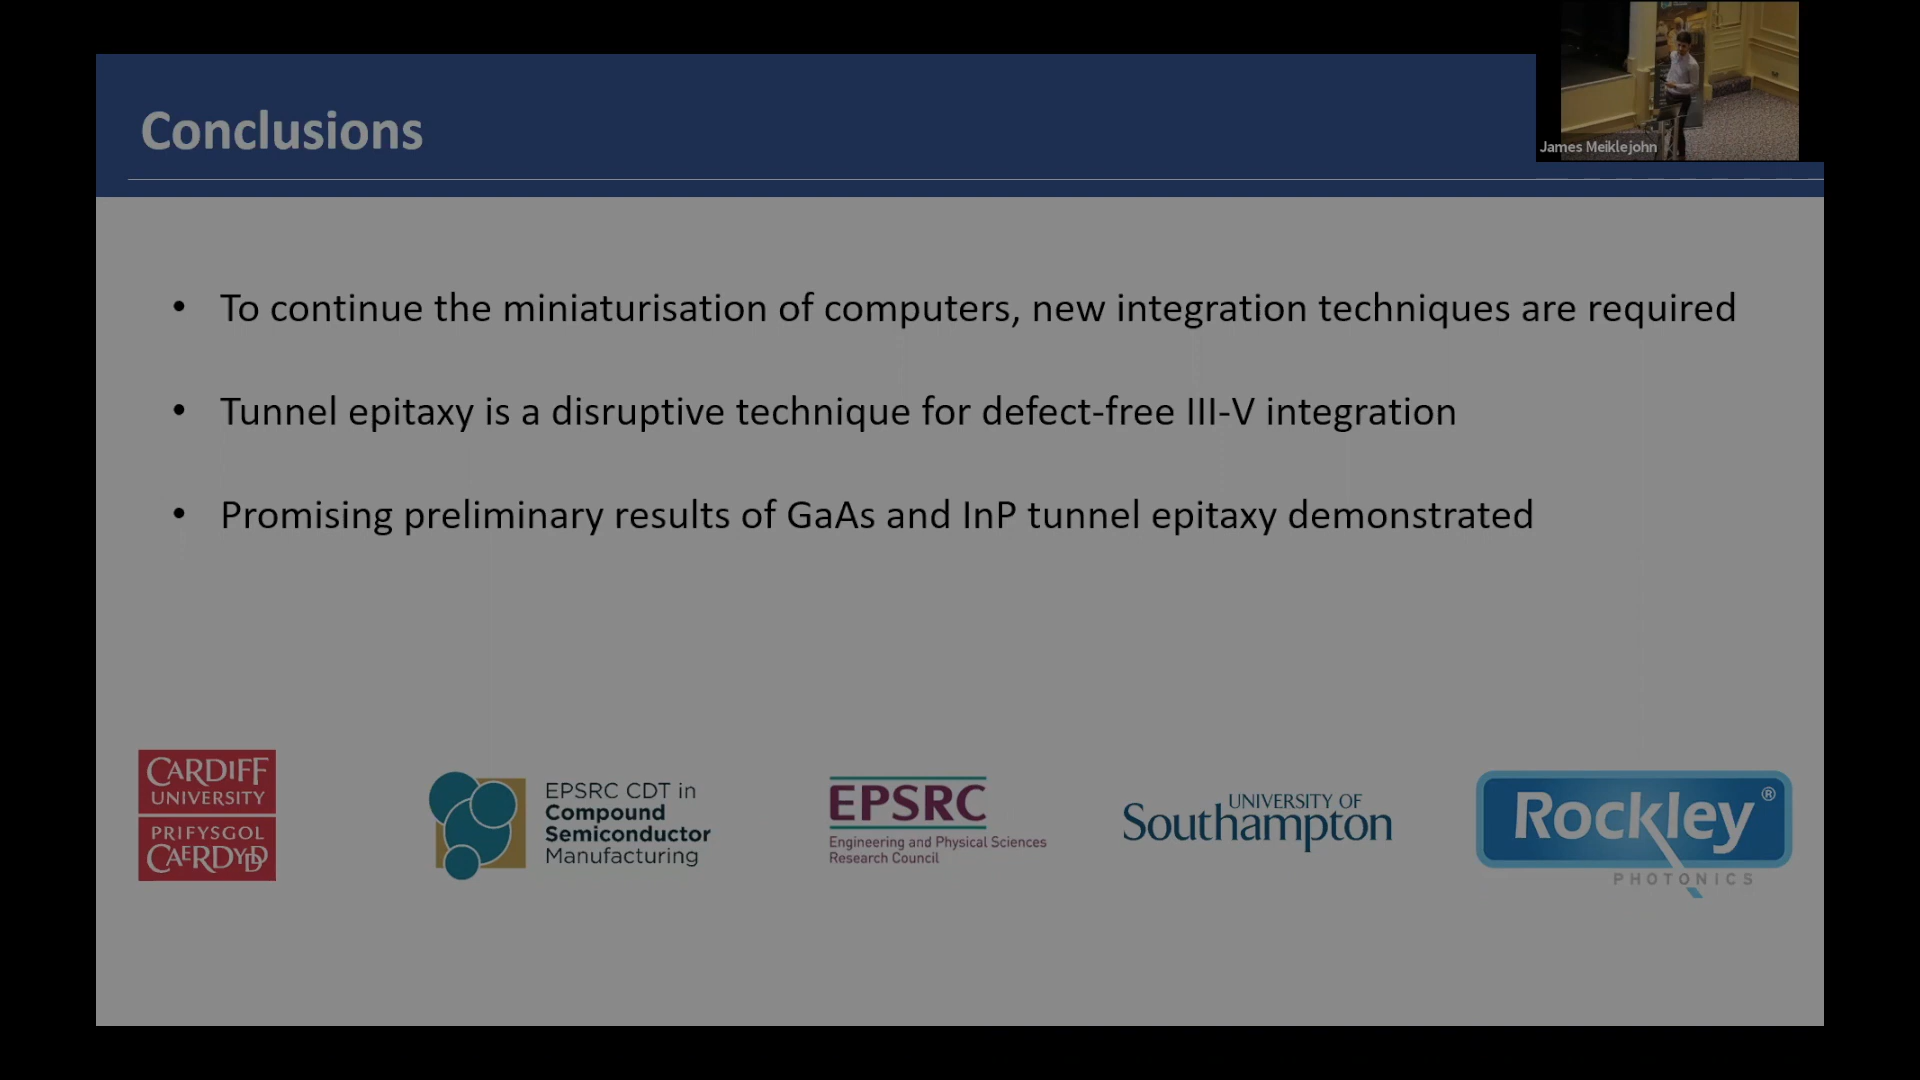 Conclusions
James Meiklejohn
• To continue the miniaturisation of computers, new integration techniques are required
• Tunnel epitaxy is a disruptive technique for defect-free III-V integration
• Promising preliminary results of GaAs and InP tunnel epitaxy demonstrated
CARDIFF
UNIVERSITY
PRIFYSGOL
CAERDYDD
EPSRC CDT in
Compound
Semiconductor
Manufacturing
EPSRC
Engineering and Physical Sciences
Research Council
UNIVERSITY OF
Southampton
Rockley®
PHOTONICS